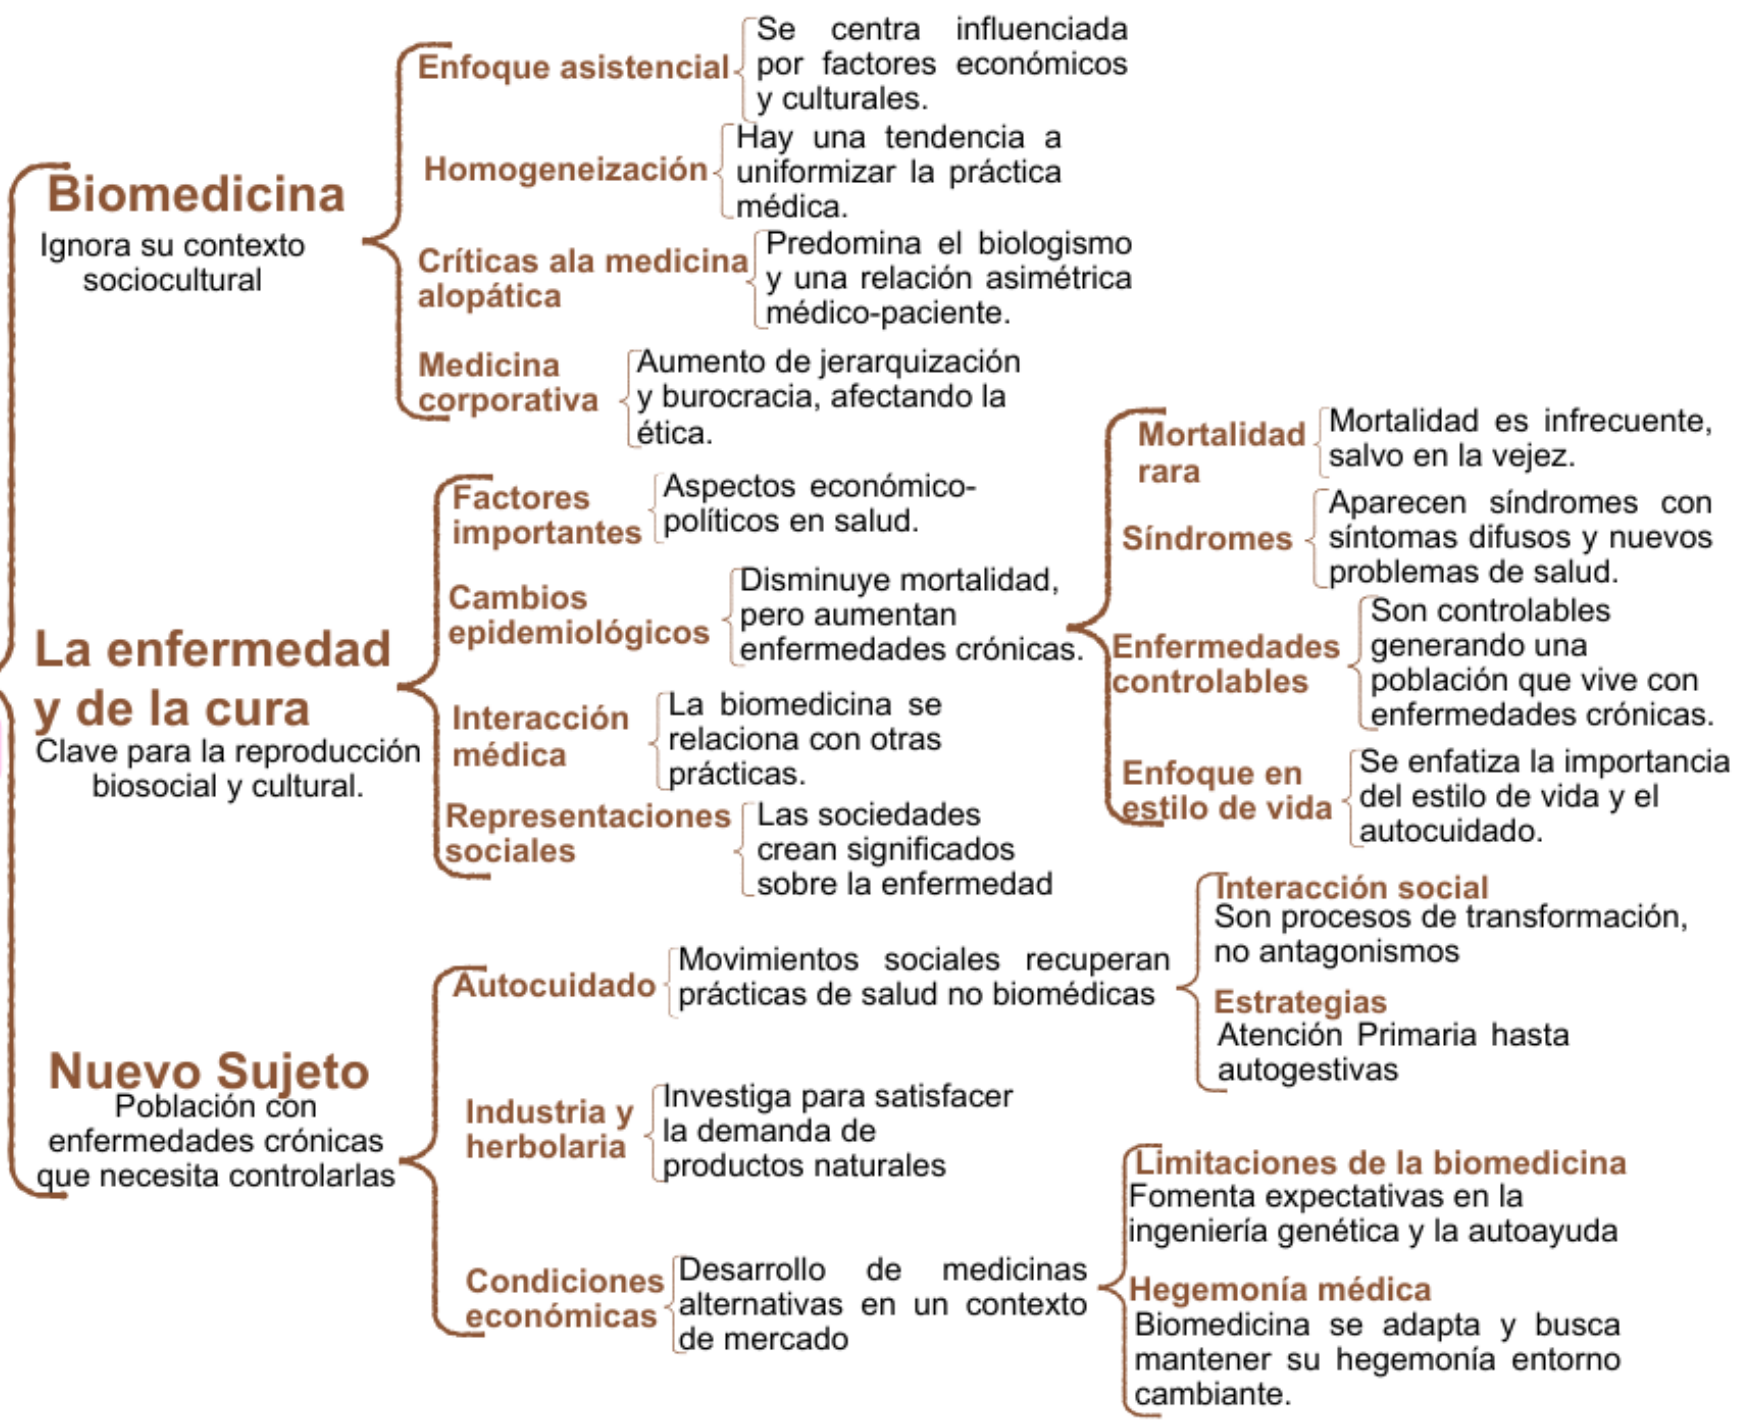 Biomedicina
Ignora su contexto
sociocultural
Enfoque asistencial
Se centra influenciada
por factores económicos
y culturales.
Homogeneización
Hay una tendencia a
uniformizar la práctica
médica.
Críticas ala medicina
alopática
Predomina el biologismo
y una relación asimétrica
médico-paciente.
Medicina
corporativa
Aumento de jerarquización
y burocracia, afectando la
ética.
La enfermedad
y de la cura
Clave para la reproducción
biosocial y cultural.
Factores
importantes
Aspectos económico-
políticos en salud.
Cambios
epidemiológicos
Disminuye mortalidad,
pero aumentan
enfermedades crónicas.
Mortalidad
rara
Mortalidad es infrecuente,
salvo en la vejez.
Síndromes
Aparecen síndromes con
síntomas difusos y nuevos
problemas de salud.
Enfermedades
controlables
Son controlables
generando una
población que vive con
enfermedades crónicas.
Enfoque en
estilo de vida
Se enfatiza la importancia
del estilo de vida y el
autocuidado.
Interacción
médica
La biomedicina se
relaciona con otras
prácticas.
Representaciones
sociales
Las sociedades
crean significados
sobre la enfermedad
Nuevo Sujeto
Población con
enfermedades crónicas
que necesita controlarlas
Autocuidado
Movimientos sociales recuperan
prácticas de salud no biomédicas
Interacción social
Son procesos de transformación,
no antagonismos
Estrategias
Atención Primaria hasta
autogestivas
Industria y
herbolaria
Investiga para satisfacer
la demanda de
productos naturales
Condiciones
económicas
Desarrollo de medicinas
alternativas en un contexto
de mercado
Limitaciones de la biomedicina
Fomenta expectativas en la
ingeniería genética y la autoayuda
Hegemonía médica
Biomedicina se adapta y busca
mantener su hegemonía entorno
cambiante.